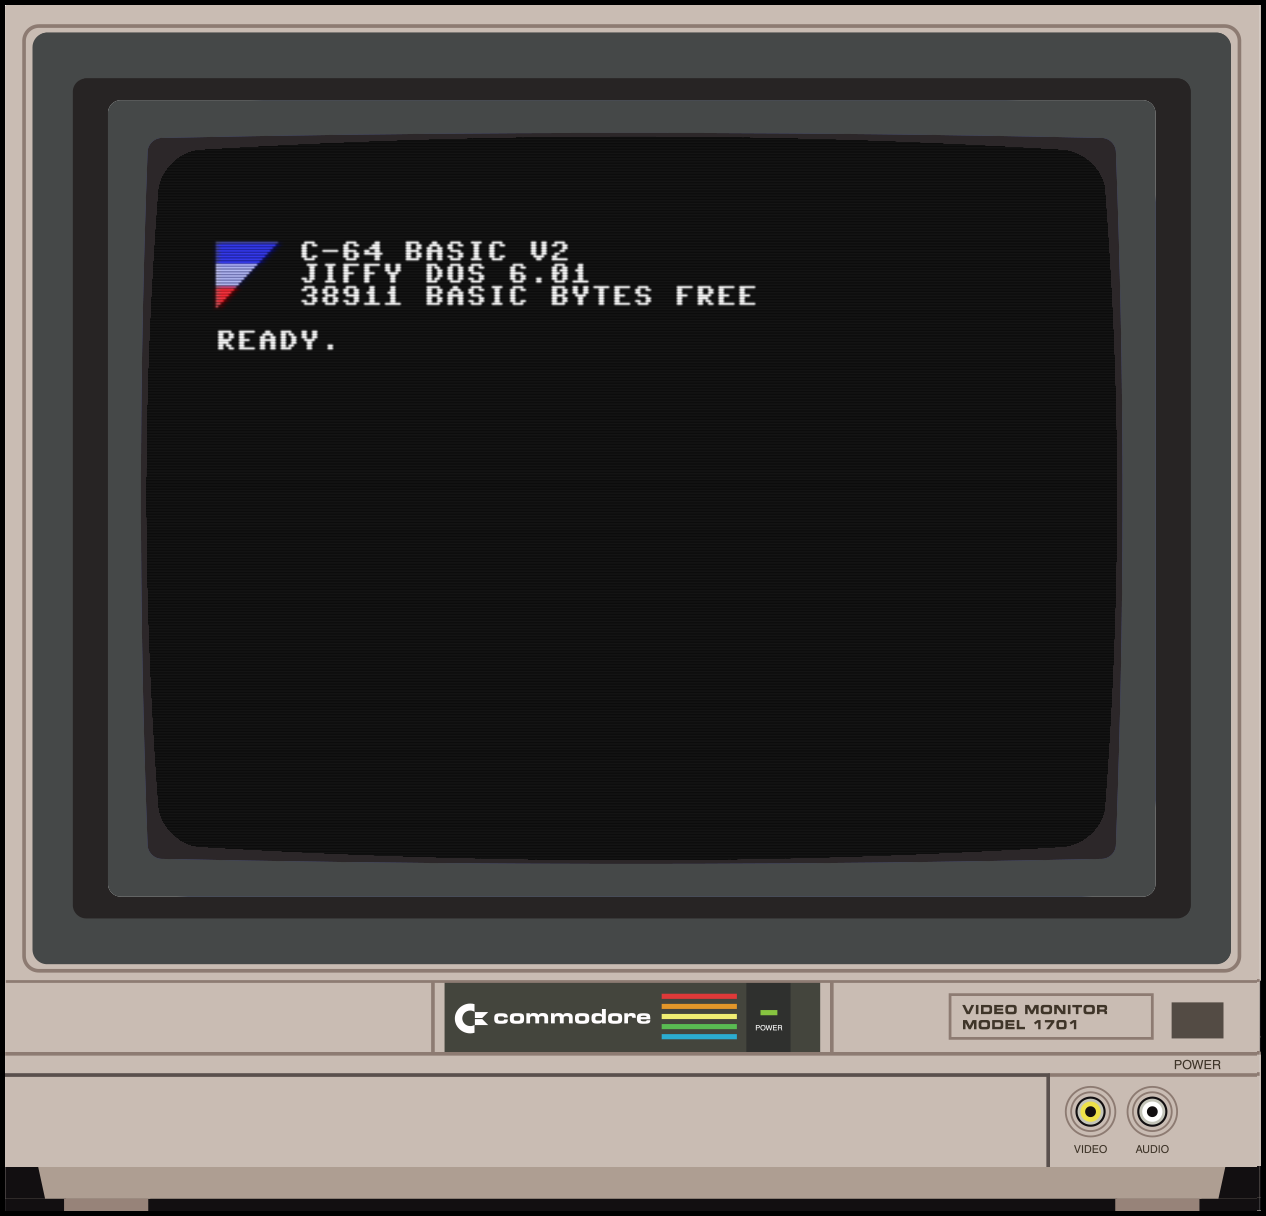 C-64 BASIC V2
JIFFY DOS 6.01
38911 BASIC BYTES FREE
READY.
commodore
POWER
VIDEO MONITOR
MODEL 1701
POWER
VIDEO
AUDIO